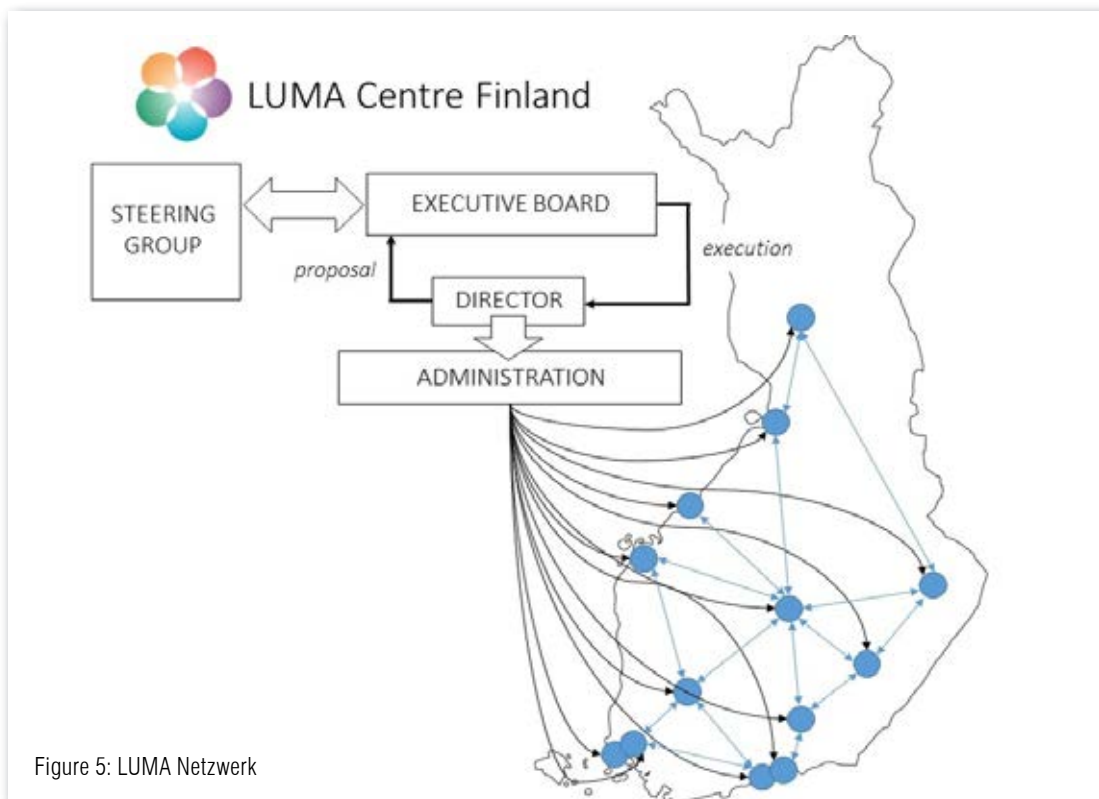 LUMA Centre Finland
STEERING
GROUP
EXECUTIVE BOARD
proposal
execution
DIRECTOR
ADMINISTRATION
Figure 5: LUMA Netzwerk